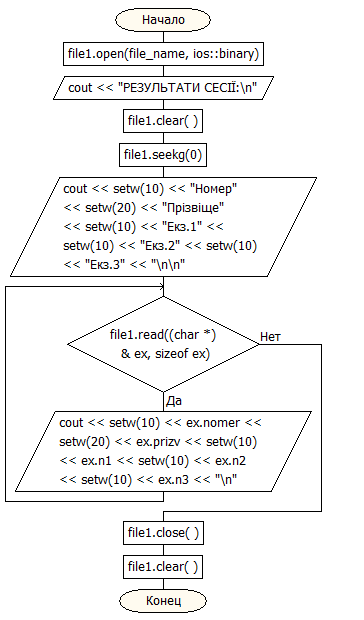 Начало
file1.open(file_name, ios::binary)
cout << "РЕЗУЛЬТАТИ СЕСІЇ:\n"
file1.clear( )
file1.seekg(0)
cout << setw(10) << "Номер"
<< setw(20) << "Прізвіще"
<< setw(10) << "Екз.1" <<
setw(10) << "Екз.2" << setw(10)
<< "Екз.3" << "\n\n"
file1.read((char *)
& ex, sizeof ex)
Нет
Да
cout << setw(10) << ex.nomer <<
setw(20) << ex.prizv << setw(10)
<< ex.n1 << setw(10) << ex.n2
<< setw(10) << ex.n3 << "\n"
file1.close( )
file1.clear( )
Конец